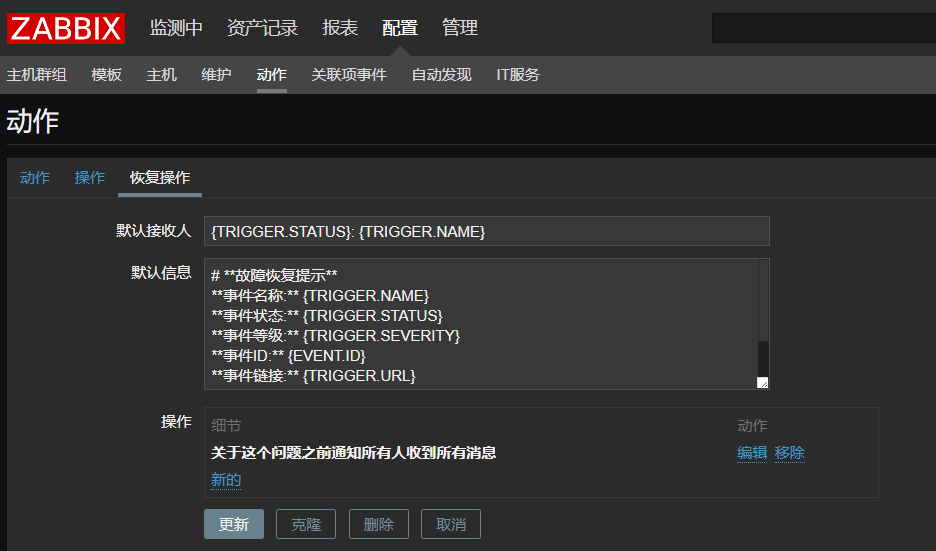 ZABBIX 监测中 资产记录 报表 配置 管理
主机群组 模板 主机 维护 动作 关联项事件 自动发现 IT服务
动作
动作 操作 恢复操作
默认接收人 {TRIGGER.STATUS}: {TRIGGER.NAME}
默认信息 # **故障恢复提示**
**事件名称:** {TRIGGER.NAME}
**事件状态:** {TRIGGER.STATUS}
**事件等级:** {TRIGGER.SEVERITY}
**事件ID:** {EVENT.ID}
**事件链接:** {TRIGGER.URL}
操作 细节 动作
关于这个问题之前通知所有人收到所有消息 编辑 移除
新的
更新 克隆 删除 取消